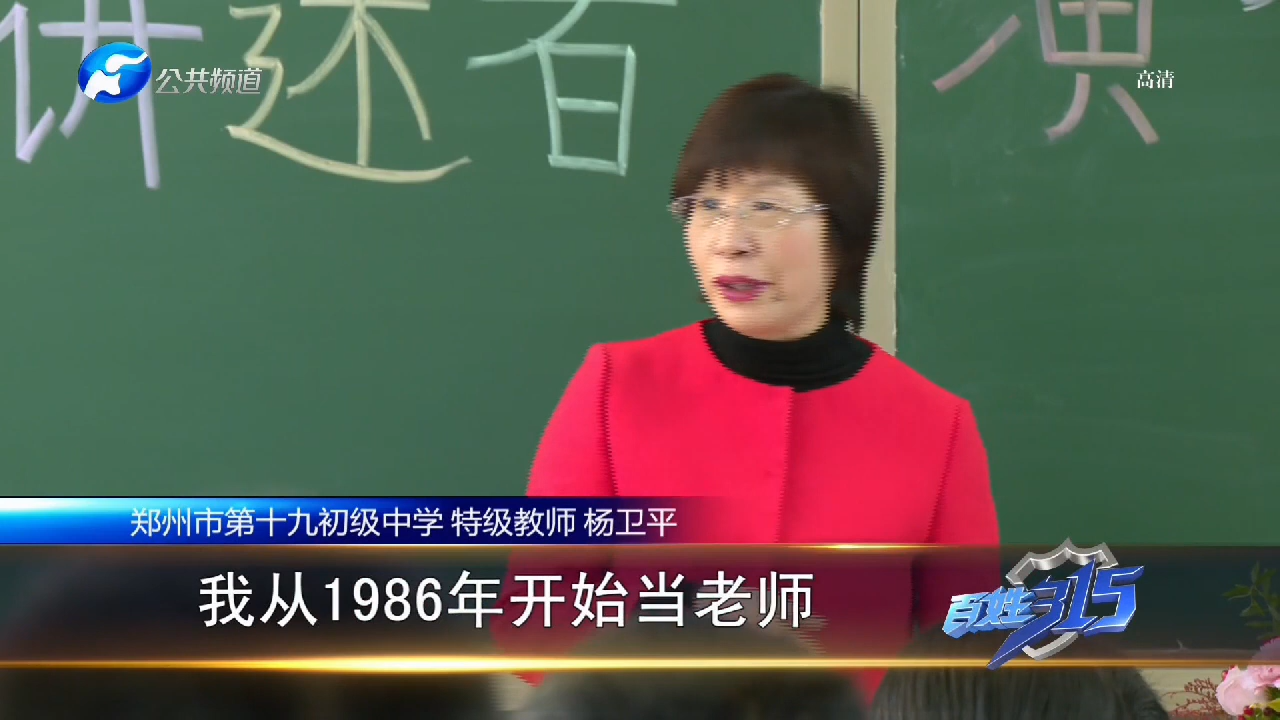 讲述者 演
公共频道
高清
郑州市第十九初级中学 特级教师 杨卫平
我从1986年开始当老师
百姓315